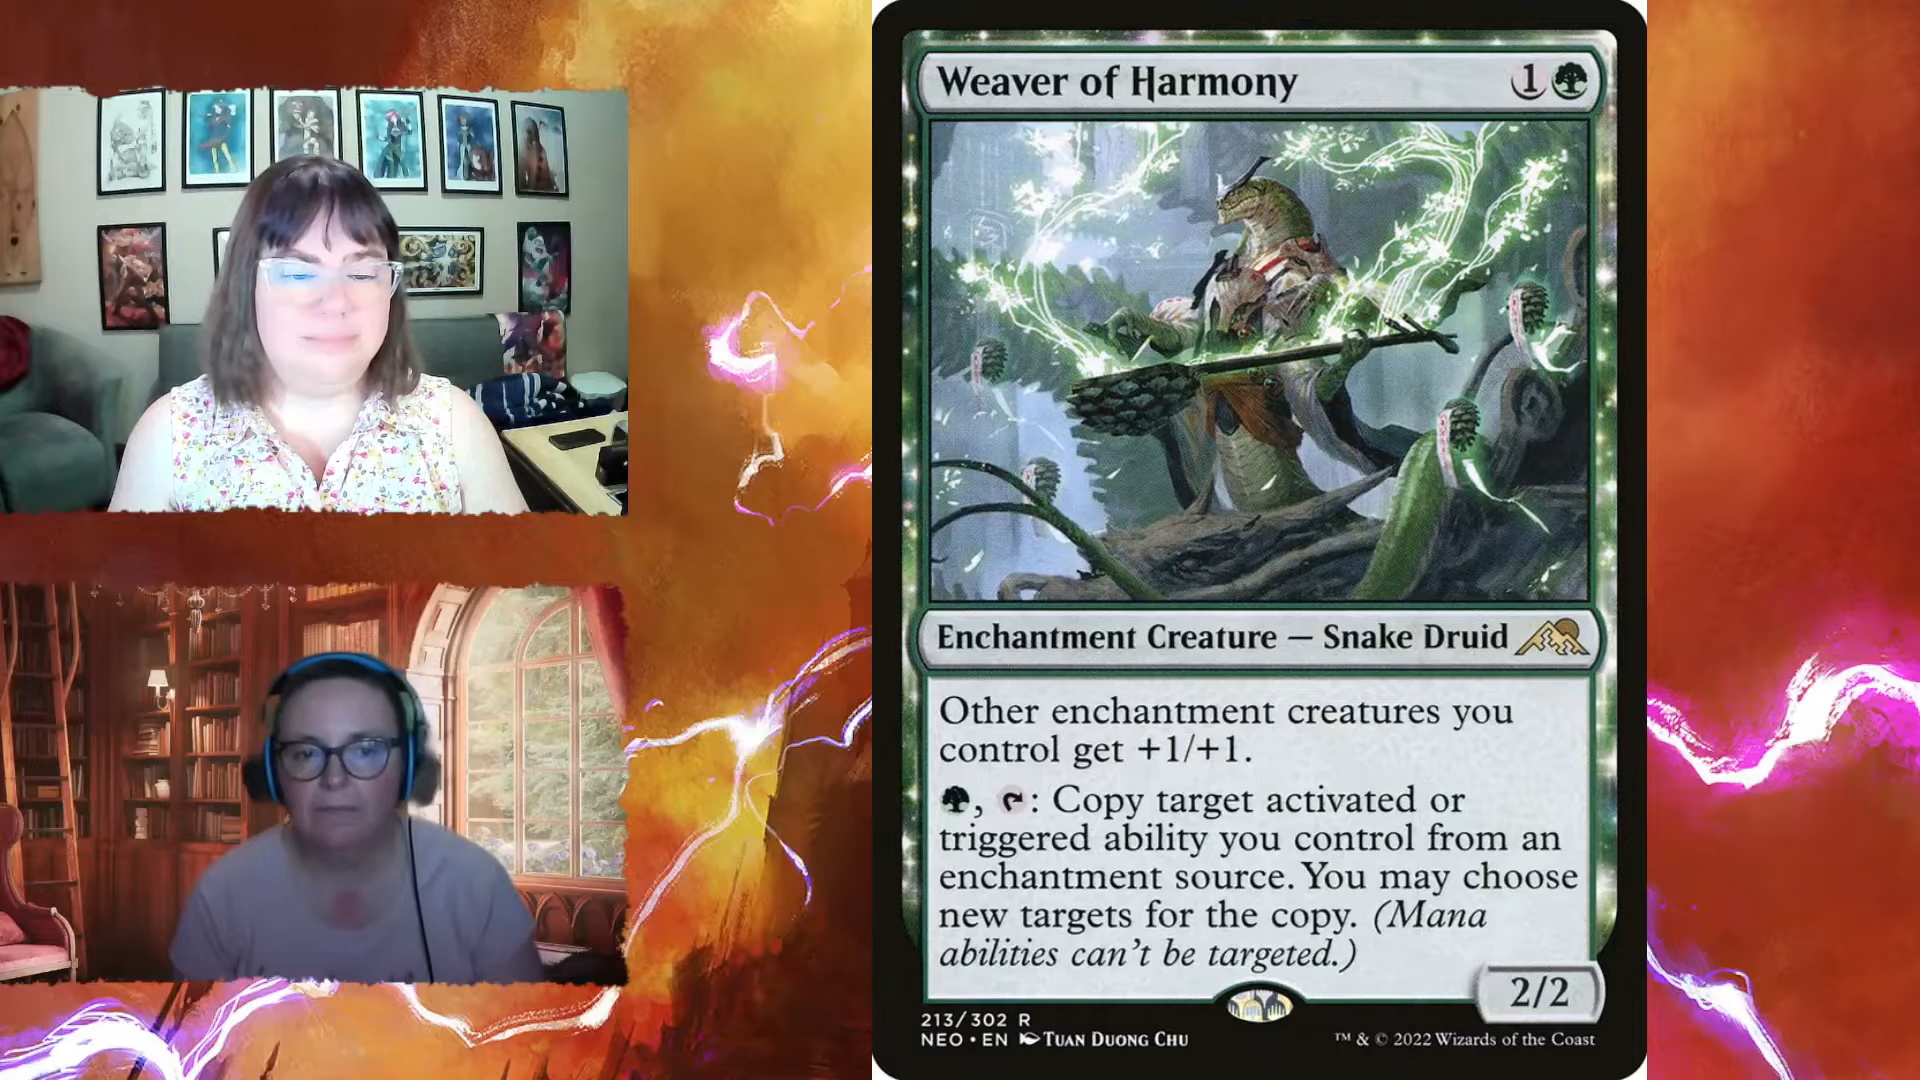 Weaver of Harmony 1
Enchantment Creature — Snake Druid
Other enchantment creatures you
control get +1/+1.
, : Copy target activated or
triggered ability you control from an
enchantment source. You may choose
new targets for the copy. (Mana
abilities can't be targeted.)
2/2
213/302 R
NEO • EN Tuan Duong Chu
™ & © 2022 Wizards of the Coast